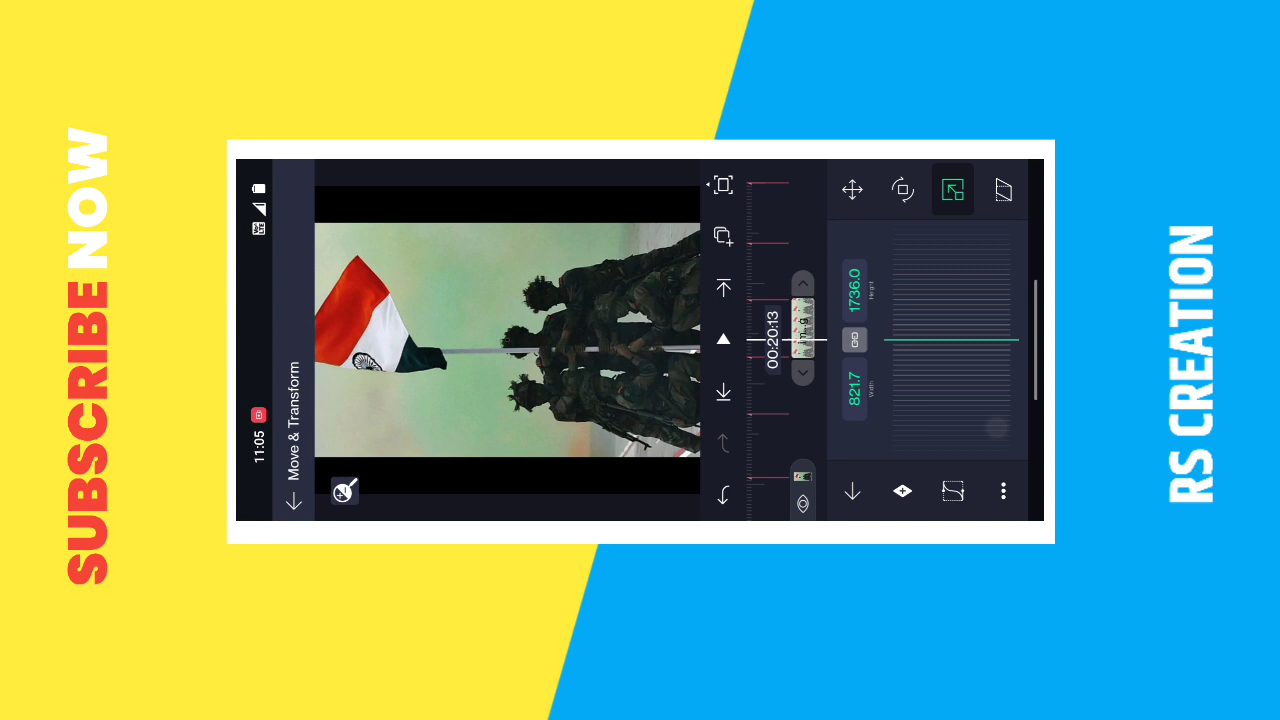 SUBSCRIBE NOW
11:05
Move & Transform
00:20:13
821.7
Width
1736.0
Height
RS CREATION